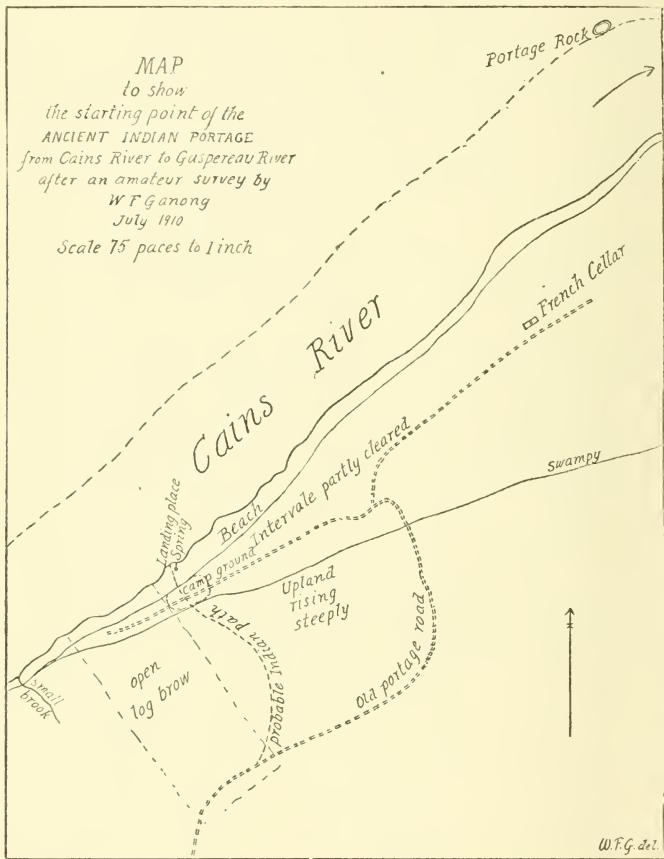 MAP
to show
the starting point of the
ANCIENT INDIAN PORTAGE
from Cains River to Gaspereau River
after an amateur survey by
W F Ganong
July 1910
Scale 75 paces to 1 inch
Portage Rock
Cains River
French Cellar
Swampy
Intervale partly cleared
Beach
Landing place
Spring
camp ground
Upland
rising
steeply
Old portage road
probable Indian path
open
log brow
small
brook
W.F.G. del.